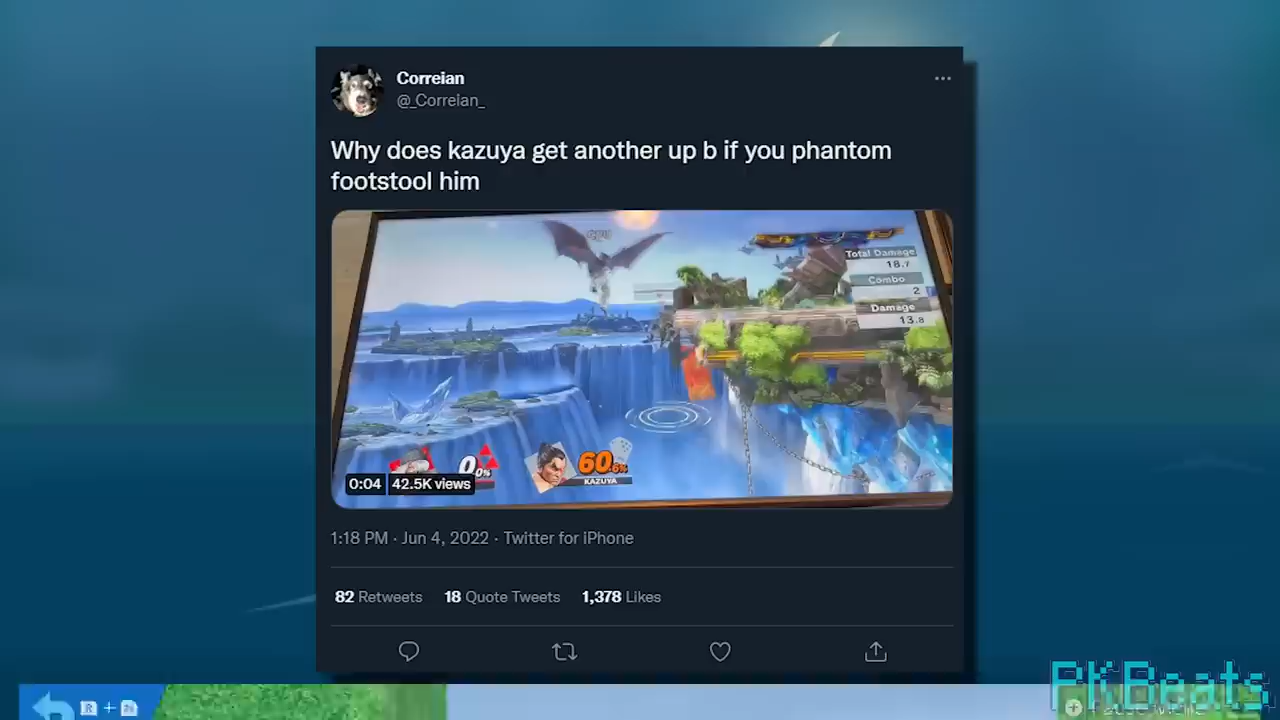 Correian
@_Correian_
Why does kazuya get another up b if you phantom
footstool him
CPU
Total Damage
18.7
Combo
2
Damage
13.8
0.0%
60.6%
KAZUYA
0:04 42.5K views
1:18 PM · Jun 4, 2022 · Twitter for iPhone
82 Retweets 18 Quote Tweets 1,378 Likes
PKBeats
R +